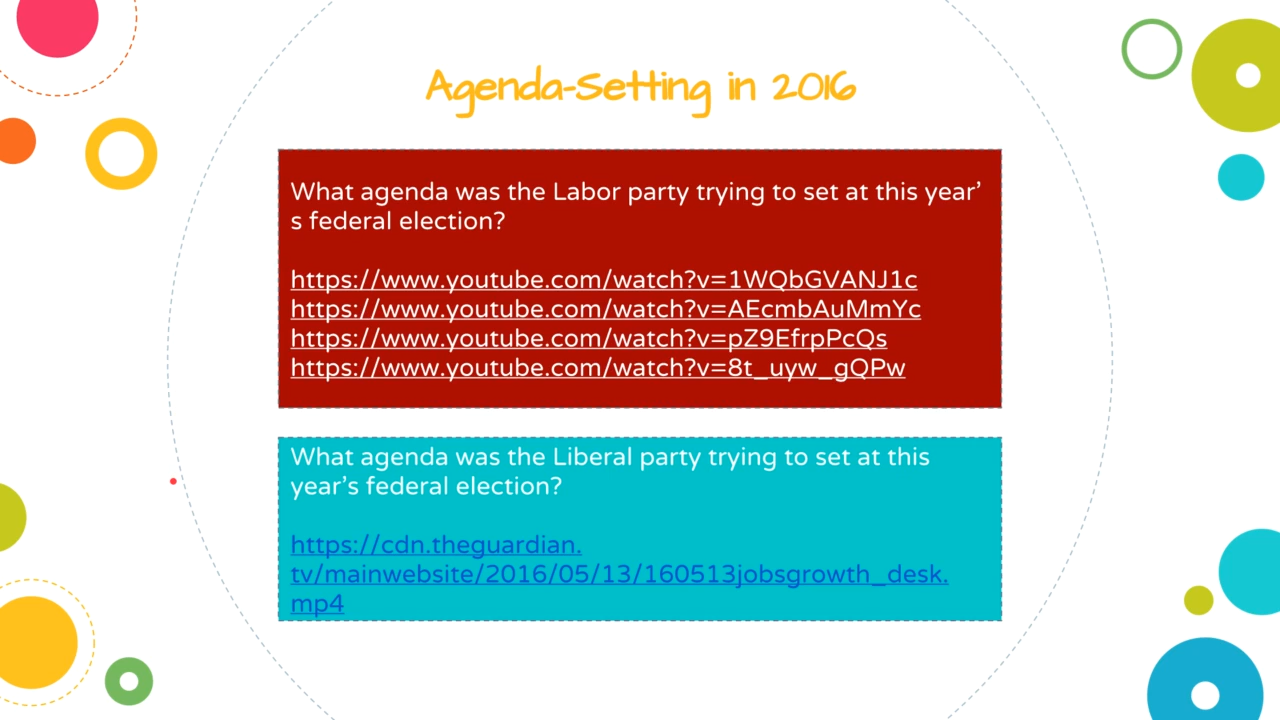 Agenda-Setting in 2016
What agenda was the Labor party trying to set at this year’
s federal election?
https://www.youtube.com/watch?v=1WQbGVANJ1c
https://www.youtube.com/watch?v=AEcmbAuMmYc
https://www.youtube.com/watch?v=pZ9EfrpPcQs
https://www.youtube.com/watch?v=8t_uyw_gQPw
What agenda was the Liberal party trying to set at this
year’s federal election?
https://cdn.theguardian.
tv/mainwebsite/2016/05/13/160513jobsgrowth_desk.
mp4